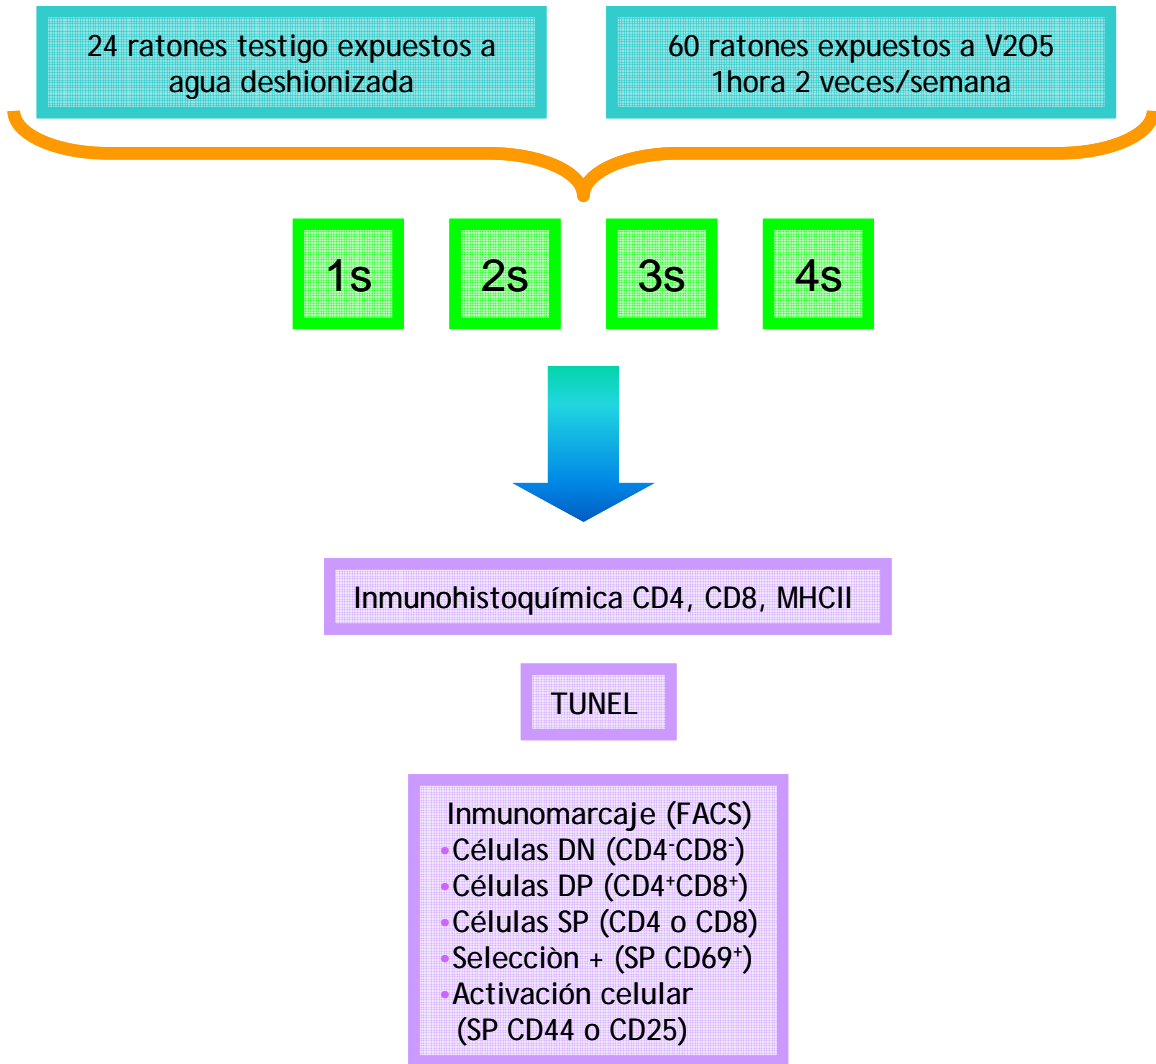 24 ratones testigo expuestos a
agua deshionizada
60 ratones expuestos a V2O5
1hora 2 veces/semana
1s
2s
3s
4s
Inmunohistoquímica CD4, CD8, MHCII
TUNEL
Inmunomarcaje (FACS)
•Células DN (CD4⁻CD8⁻)
•Células DP (CD4⁺CD8⁺)
•Células SP (CD4 o CD8)
•Selecciòn + (SP CD69⁺)
•Activación celular
(SP CD44 o CD25)